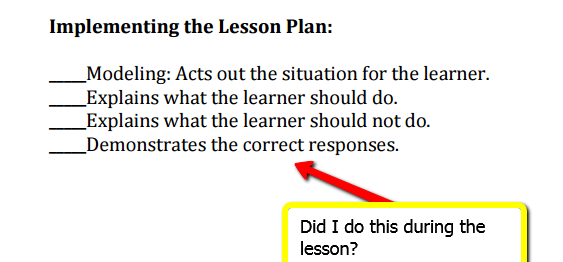 Implementing the Lesson Plan:
_____Modeling: Acts out the situation for the learner.
_____Explains what the learner should do.
_____Explains what the learner should not do.
_____Demonstrates the correct responses.
Did I do this during the
lesson?